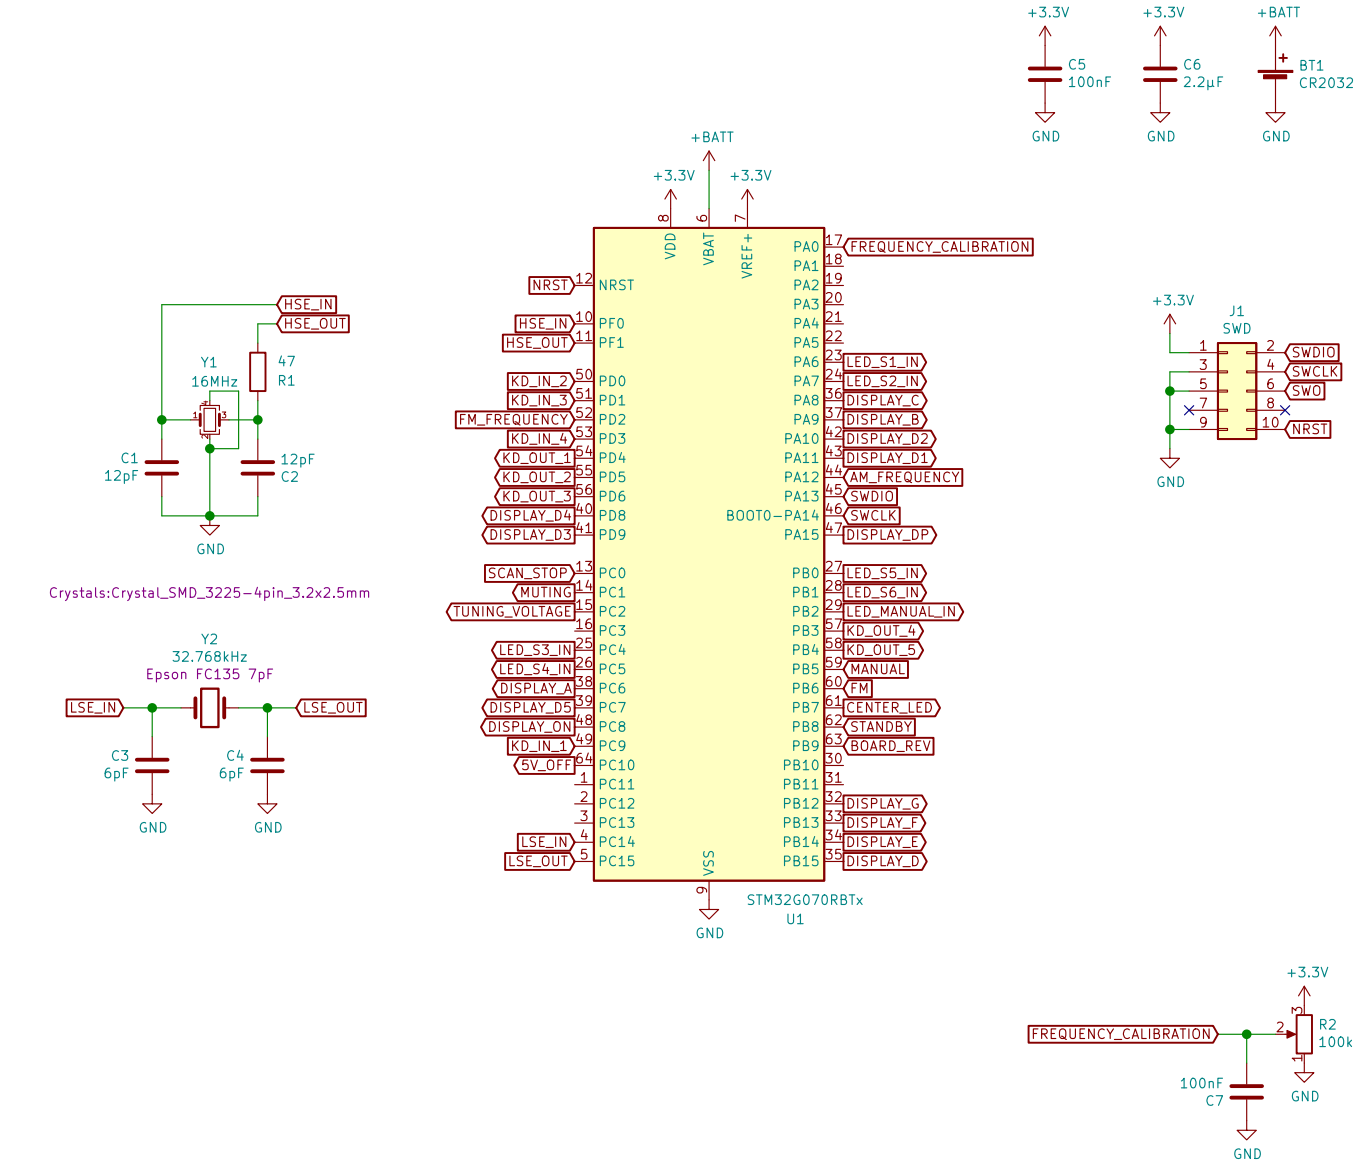 +3.3V
C5
100nF
GND
+3.3V
C6
2.2µF
GND
+BATT
BT1
CR2032
GND
HSE_IN
HSE_OUT
47
R1
Y1
16MHz
1
2
3
4
C1
12pF
12pF
C2
GND
Crystals:Crystal_SMD_3225-4pin_3.2x2.5mm
Y2
32.768kHz
Epson FC135 7pF
LSE_IN
LSE_OUT
C3
6pF
C4
6pF
GND
GND
+BATT
+3.3V
+3.3V
8
6
7
VDD
VBAT
VREF+
NRST 12 NRST
HSE_IN 10 PF0
HSE_OUT 11 PF1
KD_IN_2 50 PD0
KD_IN_3 51 PD1
FM_FREQUENCY 52 PD2
KD_IN_4 53 PD3
KD_OUT_1 54 PD4
KD_OUT_2 55 PD5
KD_OUT_3 56 PD6
DISPLAY_D4 40 PD8
DISPLAY_D3 41 PD9
SCAN_STOP 13 PC0
MUTING 14 PC1
TUNING_VOLTAGE 15 PC2
16 PC3
LED_S3_IN 25 PC4
LED_S4_IN 26 PC5
DISPLAY_A 38 PC6
DISPLAY_D5 39 PC7
DISPLAY_ON 48 PC8
KD_IN_1 49 PC9
5V_OFF 64 PC10
1 PC11
2 PC12
3 PC13
LSE_IN 4 PC14
LSE_OUT 5 PC15
PA0 17 FREQUENCY_CALIBRATION
PA1 18
PA2 19
PA3 20
PA4 21
PA5 22
PA6 23 LED_S1_IN
PA7 24 LED_S2_IN
PA8 36 DISPLAY_C
PA9 37 DISPLAY_B
PA10 42 DISPLAY_D2
PA11 43 DISPLAY_D1
PA12 44 AM_FREQUENCY
PA13 45 SWDIO
BOOT0-PA14 46 SWCLK
PA15 47 DISPLAY_DP
PB0 27 LED_S5_IN
PB1 28 LED_S6_IN
PB2 29 LED_MANUAL_IN
PB3 57 KD_OUT_4
PB4 58 KD_OUT_5
PB5 59 MANUAL
PB6 60 FM
PB7 61 CENTER_LED
PB8 62 STANDBY
PB9 63 BOARD_REV
PB10 30
PB11 31
PB12 32 DISPLAY_G
PB13 33 DISPLAY_F
PB14 34 DISPLAY_E
PB15 35 DISPLAY_D
VSS
9
GND
STM32G070RBTx
U1
+3.3V
J1
SWD
1 2 SWDIO
3 4 SWCLK
5 6 SWO
7 8
9 10 NRST
GND
+3.3V
FREQUENCY_CALIBRATION
3
2
1
R2
100k
GND
100nF
C7
GND